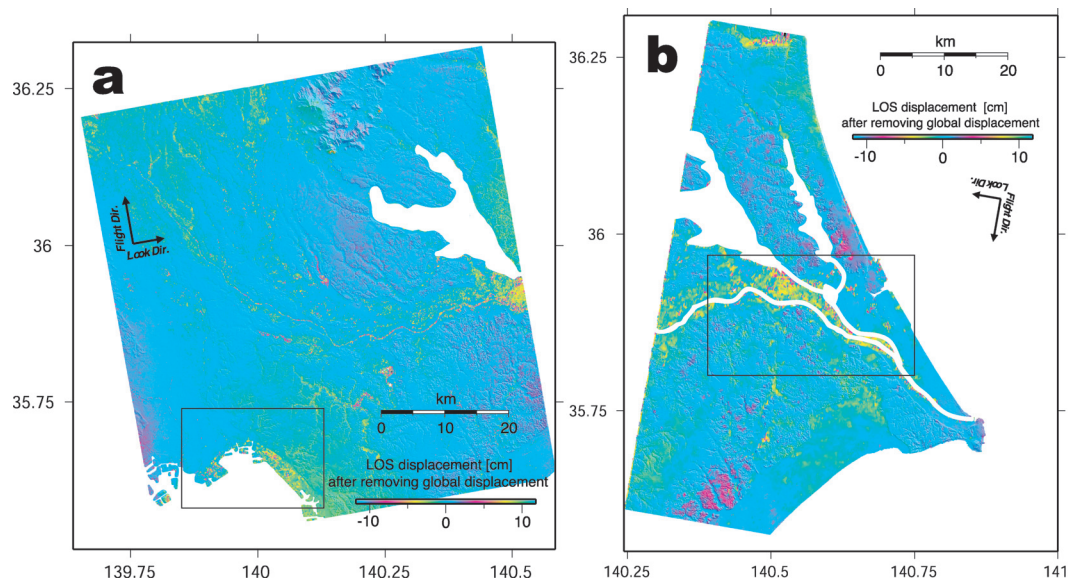 a
36.25
36
35.75
139.75
140
140.25
140.5
Flight Dir.
Look Dir.
km
0
10
20
LOS displacement [cm]
after removing global displacement
-10
0
10
b
36.25
36
35.75
140.25
140.5
140.75
141
km
0
10
20
LOS displacement [cm]
after removing global displacement
-10
0
10
Look Dir.
Flight Dir.